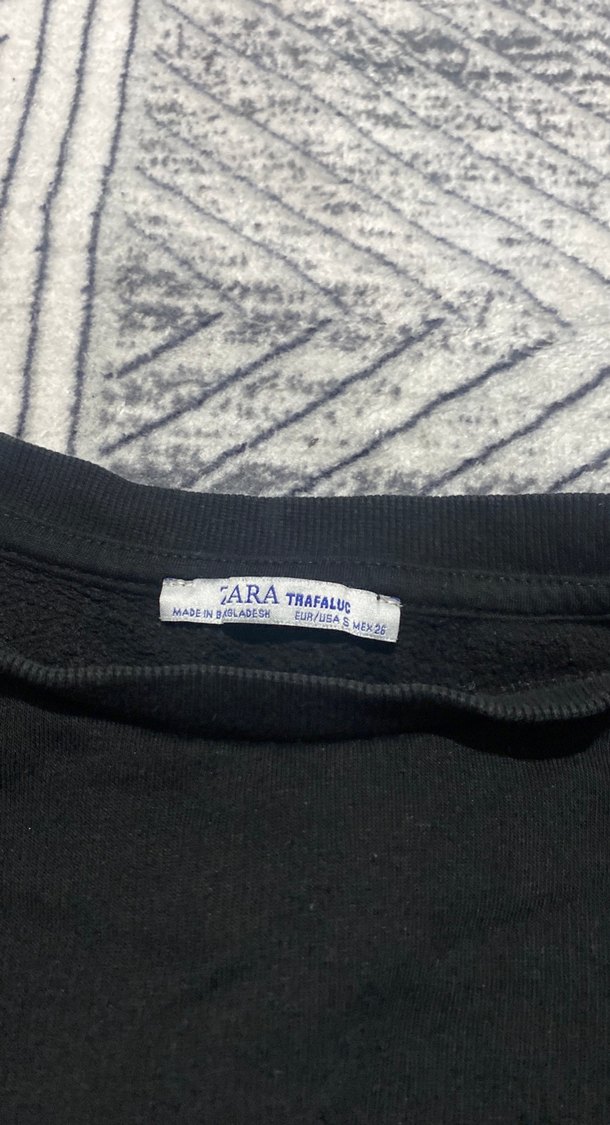 ZARA TRAFALUC
MADE IN BANGLADESH EUR/USA S MEX 26